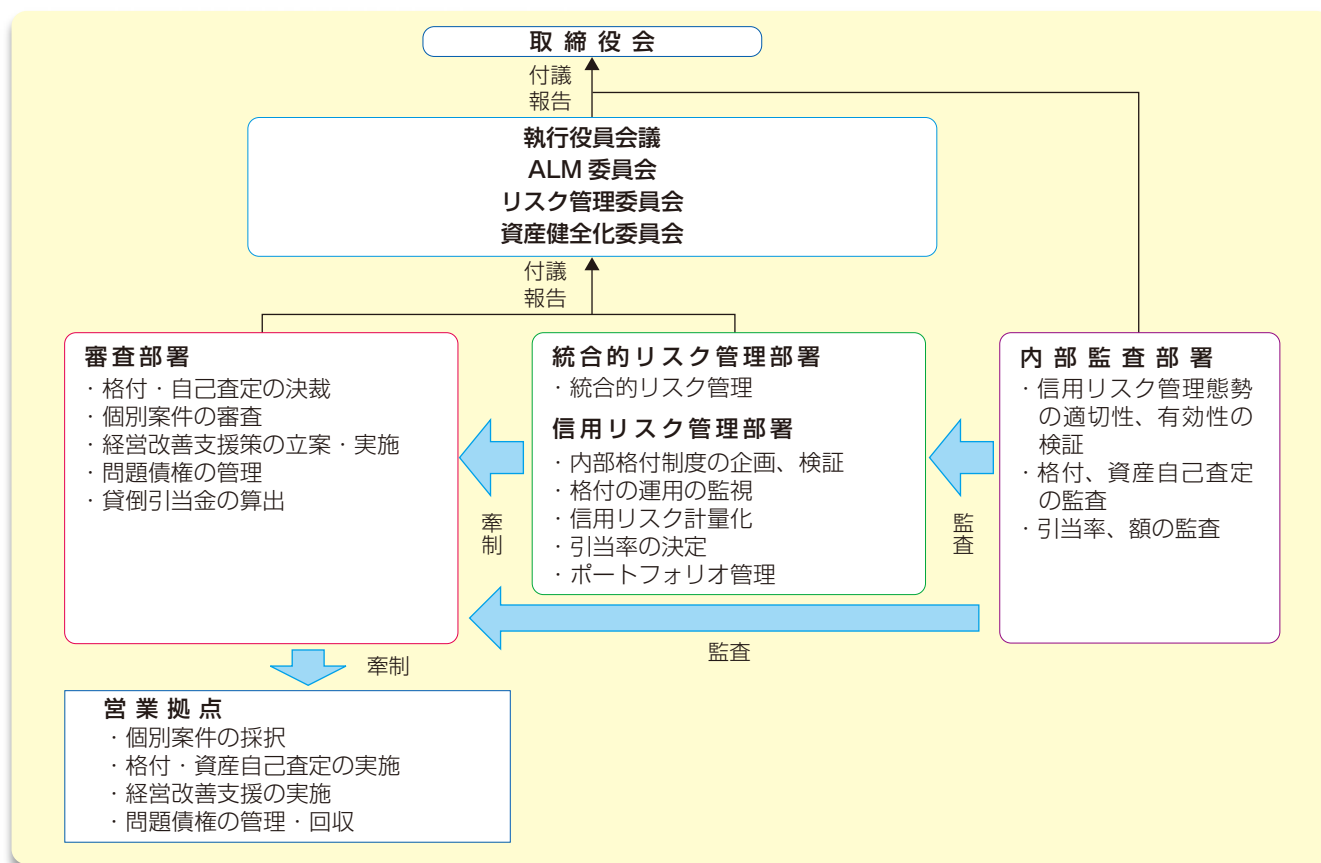 取締役会
付議
報告
執行役員会議
ALM 委員会
リスク管理委員会
資産健全化委員会
付議
報告
審査部署
・格付・自己査定の決裁
・個別案件の審査
・経営改善支援策の立案・実施
・問題債権の管理
・貸倒引当金の算出
牽制
統合的リスク管理部署
・統合的リスク管理
信用リスク管理部署
・内部格付制度の企画、検証
・格付の運用の監視
・信用リスク計量化
・引当率の決定
・ポートフォリオ管理
監査
内部監査部署
・信用リスク管理態勢
の適切性、有効性の
検証
・格付、資産自己査定
の監査
・引当率、額の監査
監査
牽制
営業拠点
・個別案件の採択
・格付・資産自己査定の実施
・経営改善支援の実施
・問題債権の管理・回収